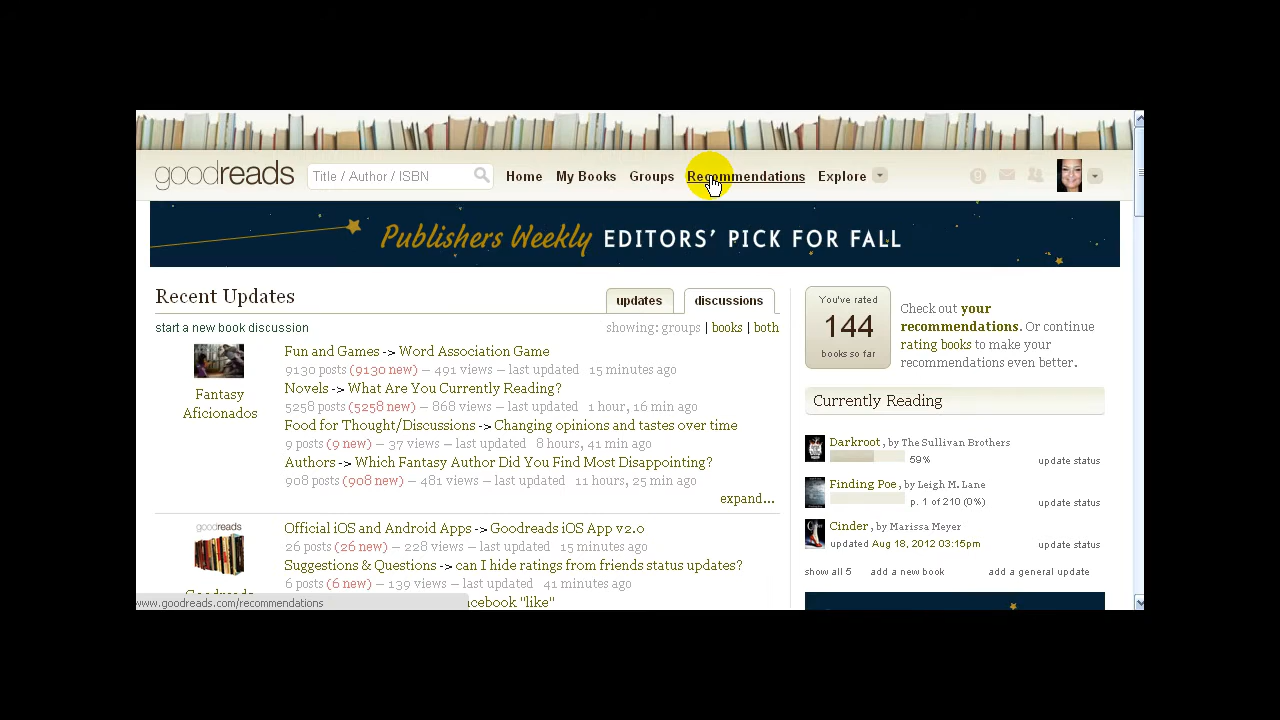 goodreads
Title / Author / ISBN
Home My Books Groups Recommendations Explore
Publishers Weekly EDITORS' PICK FOR FALL
Recent Updates
updates discussions
start a new book discussion
showing: groups | books | both
Fantasy
Aficionados
Fun and Games -> Word Association Game
9130 posts (9130 new) — 491 views — last updated 15 minutes ago
Novels -> What Are You Currently Reading?
5258 posts (5258 new) — 868 views — last updated 1 hour, 16 min ago
Food for Thought/Discussions -> Changing opinions and tastes over time
9 posts (9 new) — 37 views — last updated 8 hours, 41 min ago
Authors -> Which Fantasy Author Did You Find Most Disappointing?
908 posts (908 new) — 481 views — last updated 11 hours, 25 min ago
expand...
goodreads
Official iOS and Android Apps -> Goodreads iOS App v2.0
26 posts (26 new) — 228 views — last updated 15 minutes ago
Suggestions & Questions -> can I hide ratings from friends status updates?
6 posts (6 new) — 139 views — last updated 41 minutes ago
acebook "like"
www.goodreads.com/recommendations
You've rated
144
books so far
Check out your
recommendations. Or continue
rating books to make your
recommendations even better.
Currently Reading
Darkroot, by The Sullivan Brothers
59% update status
Finding Poe, by Leigh M. Lane
p. 1 of 210 (0%) update status
Cinder, by Marissa Meyer
updated Aug 18, 2012 03:15pm update status
show all 5 add a new book add a general update